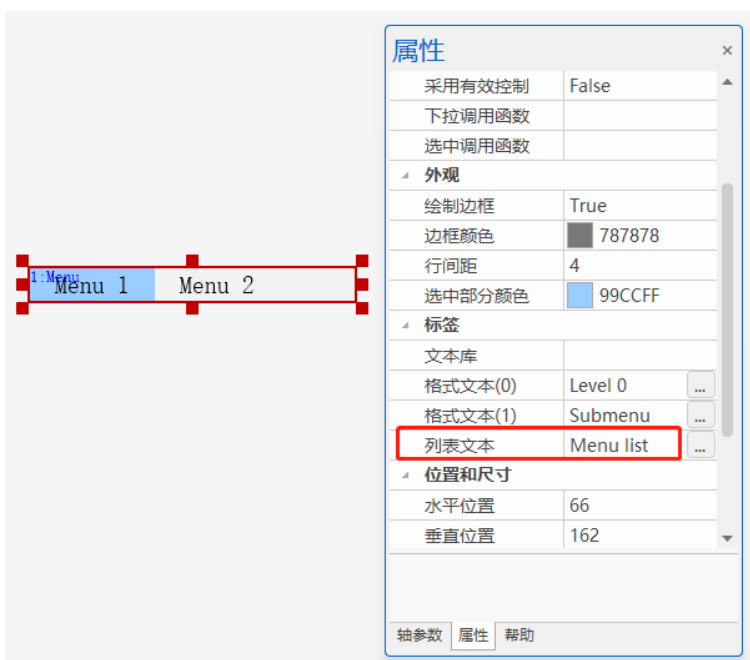 1:Menu
Menu 1 Menu 2
属性 ×
采用有效控制 False
下拉调用函数
选中调用函数
外观
绘制边框 True
边框颜色 787878
行间距 4
选中部分颜色 99CCFF
标签
文本库
格式文本(0) Level 0 ...
格式文本(1) Submenu ...
列表文本 Menu list ...
位置和尺寸
水平位置 66
垂直位置 162
轴参数 属性 帮助